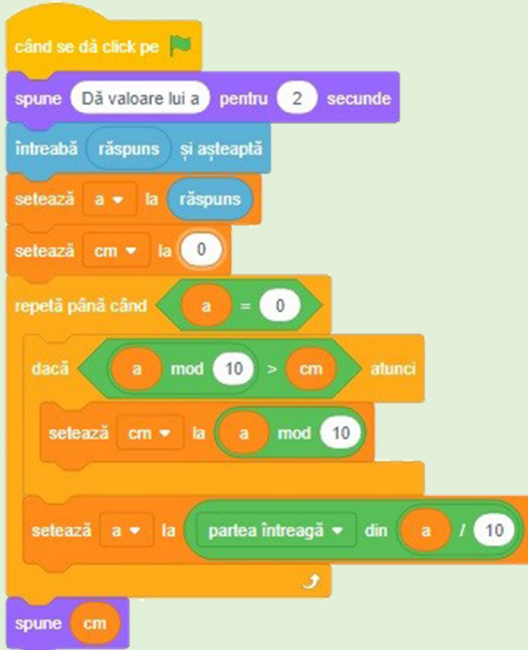 când se dă click pe
spune Dă valoare lui a pentru 2 secunde
întreabă răspuns și așteaptă
setează a la răspuns
setează cm la 0
repetă până când a = 0
dacă a mod 10 > cm atunci
setează cm la a mod 10
setează a la partea întreagă din a / 10
spune cm